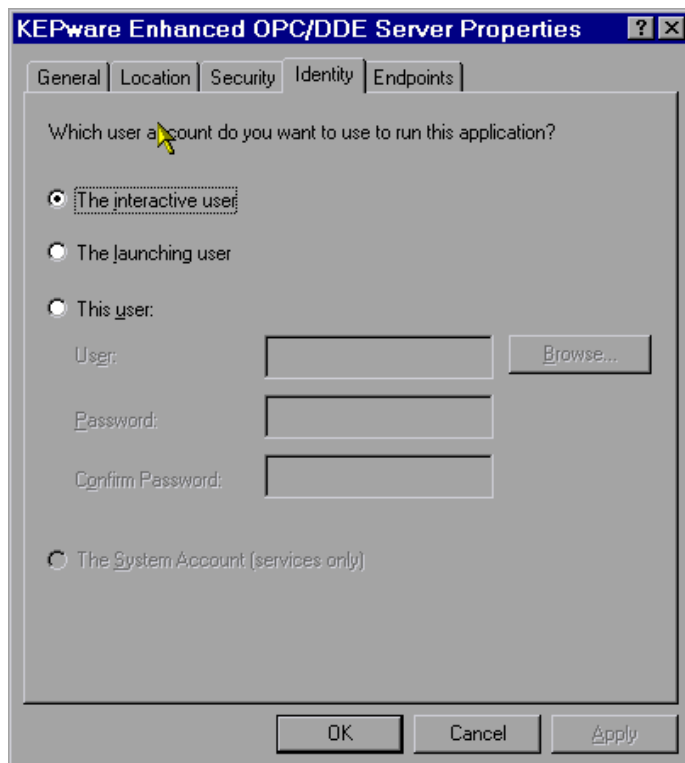 KEPware Enhanced OPC/DDE Server Properties
General Location Security Identity Endpoints
Which user account do you want to use to run this application?
The interactive user
The launching user
This user:
User:
Browse...
Password:
Confirm Password:
The System Account (services only)
OK Cancel Apply